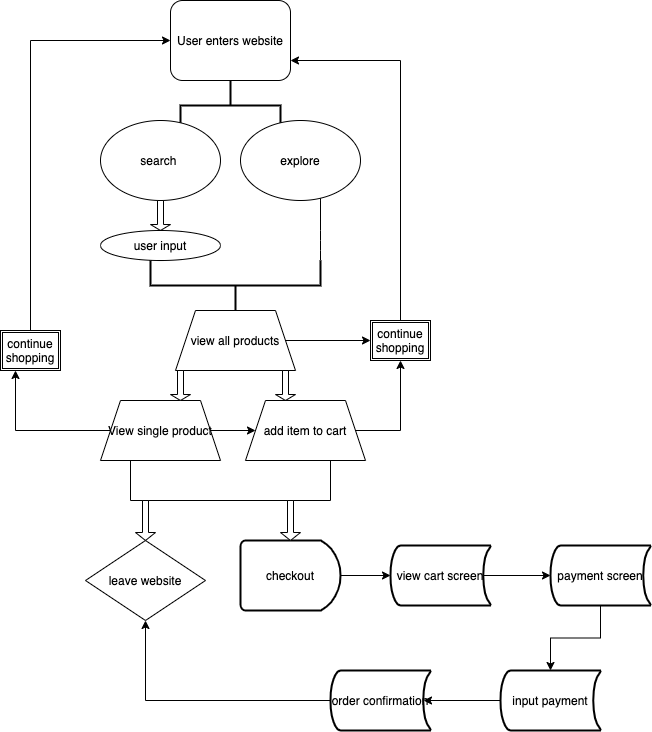 User enters website
search
explore
user input
view all products
continue
shopping
continue
shopping
View single product
add item to cart
leave website
checkout
view cart screen
payment screen
order confirmation
input payment